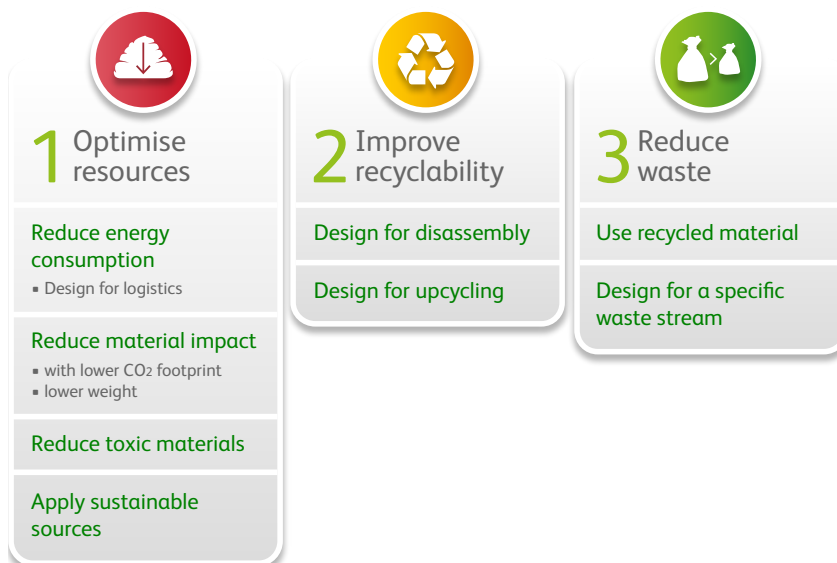 1 Optimise
resources
Reduce energy
consumption
▪ Design for logistics
Reduce material impact
▪ with lower CO2 footprint
▪ lower weight
Reduce toxic materials
Apply sustainable
sources
2 Improve
recyclability
Design for disassembly
Design for upcycling
3 Reduce
waste
Use recycled material
Design for a specific
waste stream